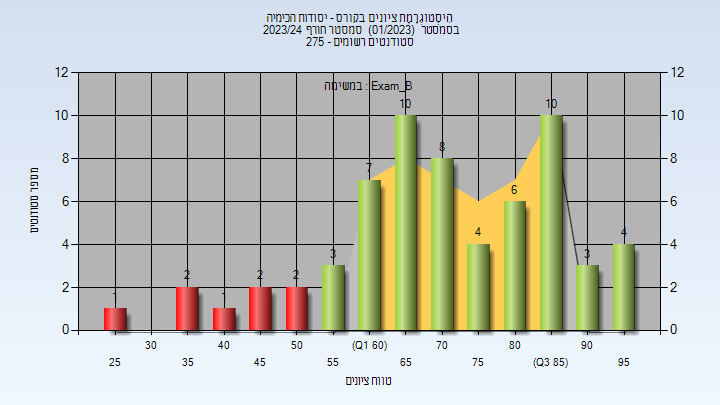 הִיסְטוֹגְרָמַת ציונים בקורס - יסודות הכימיה
בסמסטר (01/2023) סמסטר חורף 2023/24
סטודנטים רשומים - 275
במשימה : Exam_B
מספר סטודנטים
12 12
10 10
8 8
6 6
4 4
2 2
0 0
1 2 1 2 2 3 7 10 8 4 6 10 3 4
30 40 50 (Q1 60) 70 80 90
25 35 45 55 65 75 (Q3 85) 95
טווח ציונים